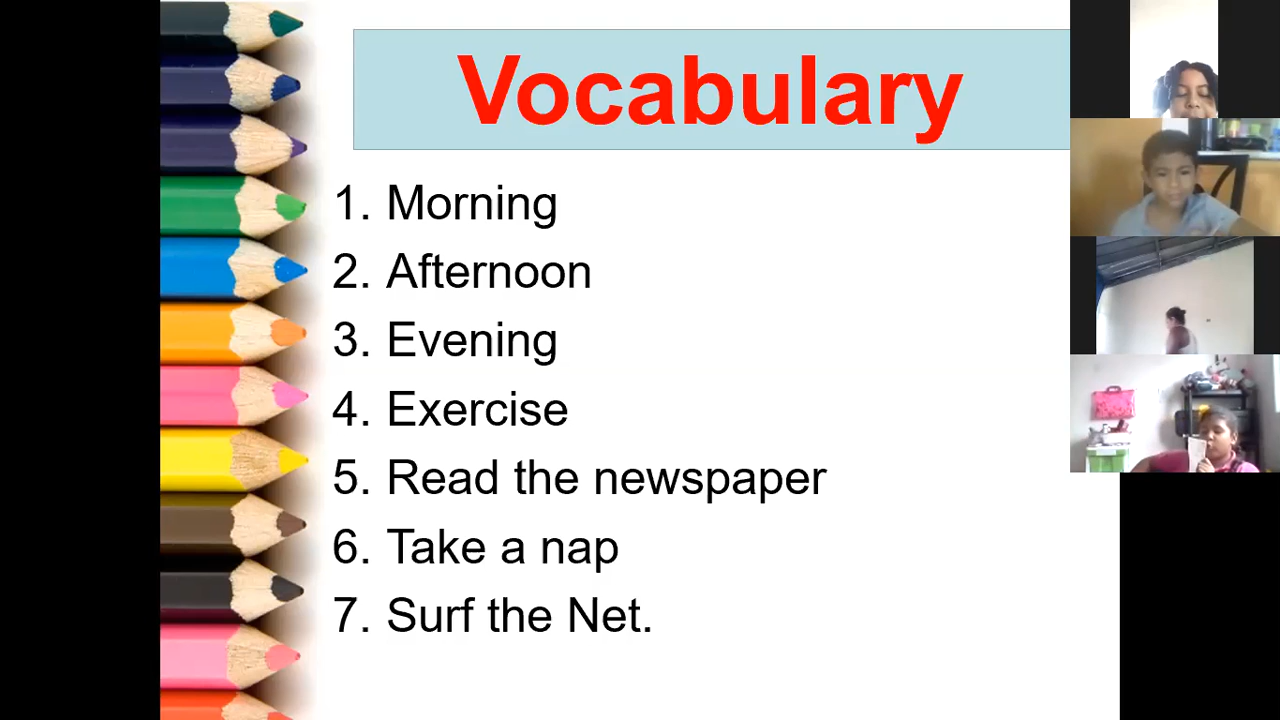 Vocabulary
1. Morning
2. Afternoon
3. Evening
4. Exercise
5. Read the newspaper
6. Take a nap
7. Surf the Net.